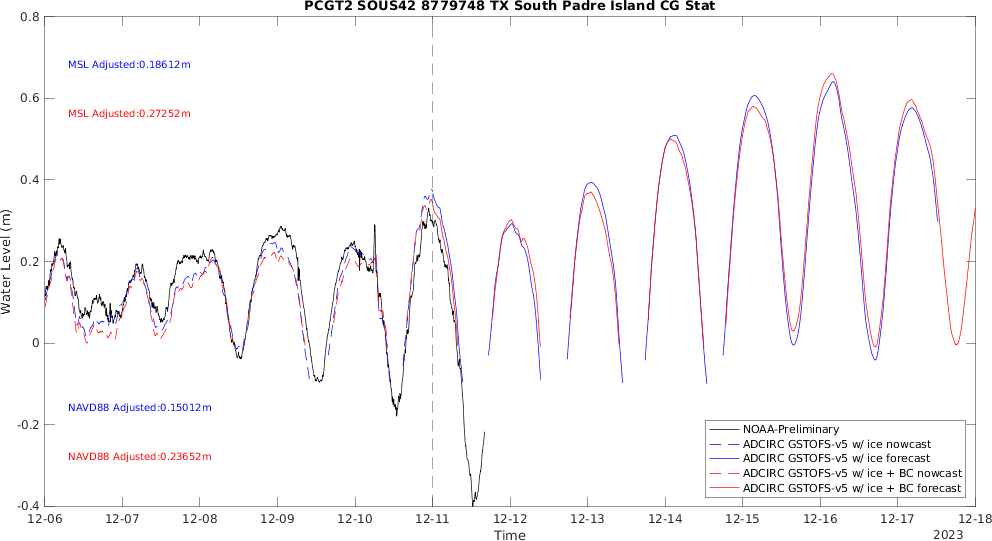 PCGT2 SOUS42 8779748 TX South Padre Island CG Stat
0.8
0.6
0.4
0.2
0
-0.2
-0.4
Water Level (m)
MSL Adjusted:0.18612m
MSL Adjusted:0.27252m
NAVD88 Adjusted:0.15012m
NAVD88 Adjusted:0.23652m
NOAA-Preliminary
ADCIRC GSTOFS-v5 w/ ice nowcast
ADCIRC GSTOFS-v5 w/ ice forecast
ADCIRC GSTOFS-v5 w/ ice + BC nowcast
ADCIRC GSTOFS-v5 w/ ice + BC forecast
12-06 12-07 12-08 12-09 12-10 12-11 12-12 12-13 12-14 12-15 12-16 12-17 12-18
Time
2023